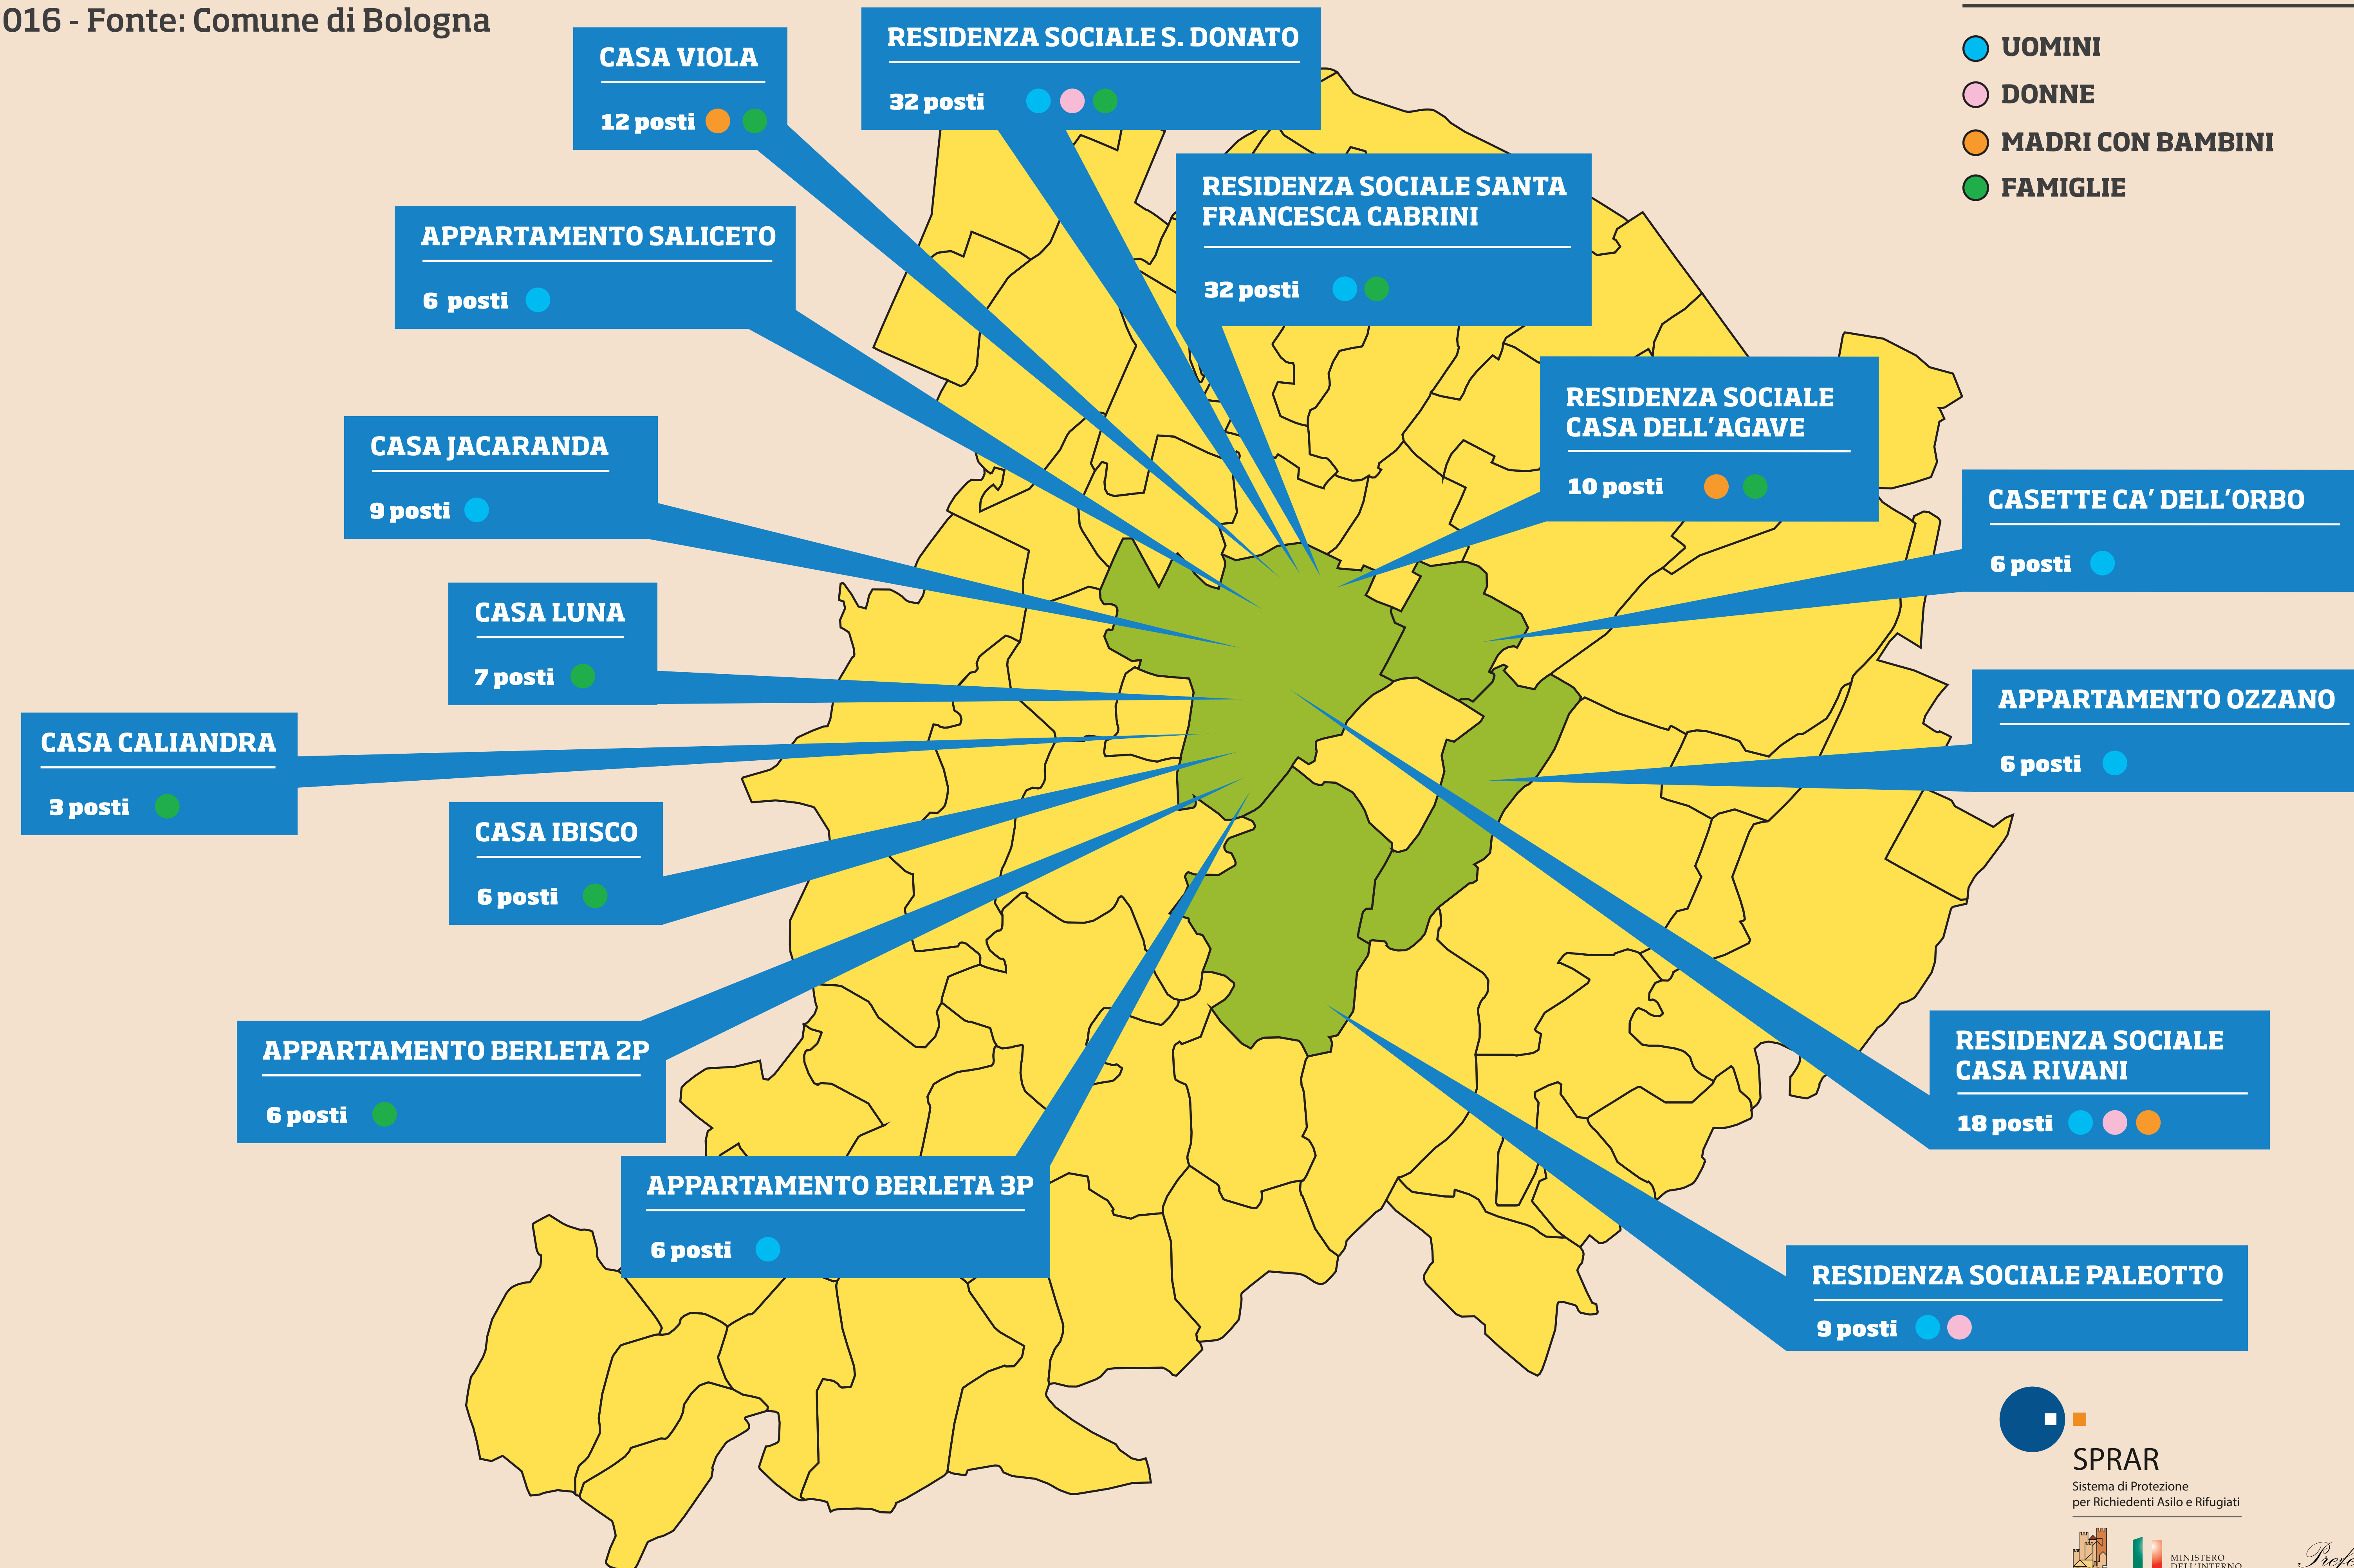 016 - Fonte: Comune di Bologna
UOMINI
DONNE
MADRI CON BAMBINI
FAMIGLIE
CASA VIOLA
12 posti
RESIDENZA SOCIALE S. DONATO
32 posti
RESIDENZA SOCIALE SANTA
FRANCESCA CABRINI
32 posti
APPARTAMENTO SALICETO
6 posti
RESIDENZA SOCIALE
CASA DELL'AGAVE
10 posti
CASA JACARANDA
9 posti
CASETTE CA' DELL'ORBO
6 posti
CASA LUNA
7 posti
APPARTAMENTO OZZANO
6 posti
CASA CALIANDRA
3 posti
CASA IBISCO
6 posti
APPARTAMENTO BERLETA 2P
6 posti
RESIDENZA SOCIALE
CASA RIVANI
18 posti
APPARTAMENTO BERLETA 3P
6 posti
RESIDENZA SOCIALE PALEOTTO
9 posti
SPRAR
Sistema di Protezione
per Richiedenti Asilo e Rifugiati
MINISTERO
DELL'INTERNO